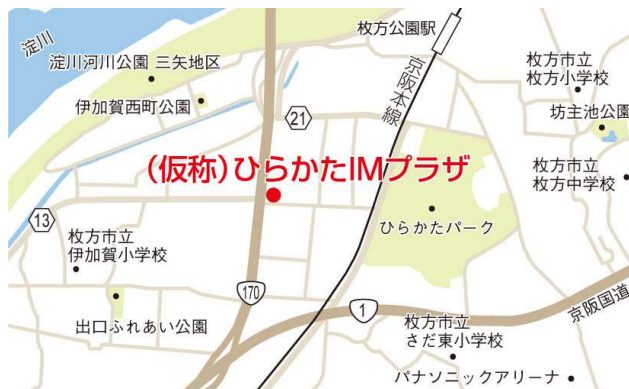 枚方公園駅
淀川
淀川河川公園 三矢地区
京阪本線
枚方市立
枚方小学校
伊加賀西町公園
坊主池公園
21
(仮称)ひらかたIMプラザ
枚方市立
枚方中学校
13
ひらかたパーク
枚方市立
伊加賀小学校
170
1
京阪国道
出口ふれあい公園
枚方市立
さだ東小学校
パナソニックアリーナ